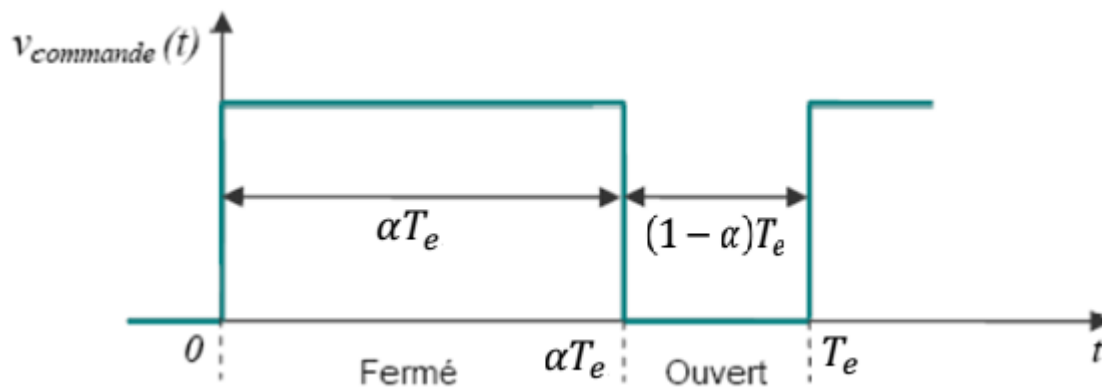 v_commande (t)
αT_e
(1 − α)T_e
0
Fermé
αT_e
Ouvert
T_e
t